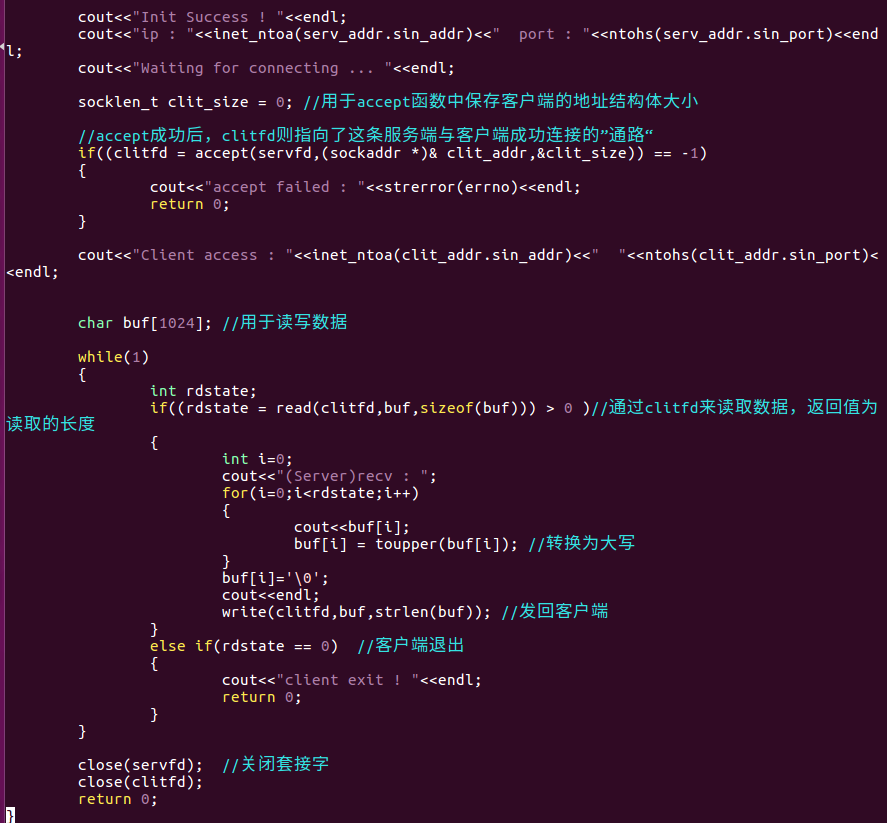 cout<<"Init Success ! "<<endl;
cout<<"ip : "<<inet_ntoa(serv_addr.sin_addr)<<"  port : "<<ntohs(serv_addr.sin_port)<<end
l;
cout<<"Waiting for connecting ... "<<endl;
socklen_t clit_size = 0; //用于accept函数中保存客户端的地址结构体大小
//accept成功后，clitfd则指向了这条服务端与客户端成功连接的”通路“
if((clitfd = accept(servfd,(sockaddr *)& clit_addr,&clit_size)) == -1)
{
cout<<"accept failed : "<<strerror(errno)<<endl;
return 0;
}
cout<<"Client access : "<<inet_ntoa(clit_addr.sin_addr)<<"  "<<ntohs(clit_addr.sin_port)<
<endl;
char buf[1024]; //用于读写数据
while(1)
{
int rdstate;
if((rdstate = read(clitfd,buf,sizeof(buf))) > 0 )//通过clitfd来读取数据，返回值为
读取的长度
{
int i=0;
cout<<"(Server)recv : ";
for(i=0;i<rdstate;i++)
{
cout<<buf[i];
buf[i] = toupper(buf[i]); //转换为大写
}
buf[i]='\0';
cout<<endl;
write(clitfd,buf,strlen(buf)); //发回客户端
}
else if(rdstate == 0)  //客户端退出
{
cout<<"client exit ! "<<endl;
return 0;
}
}
close(servfd);  //关闭套接字
close(clitfd);
return 0;
}